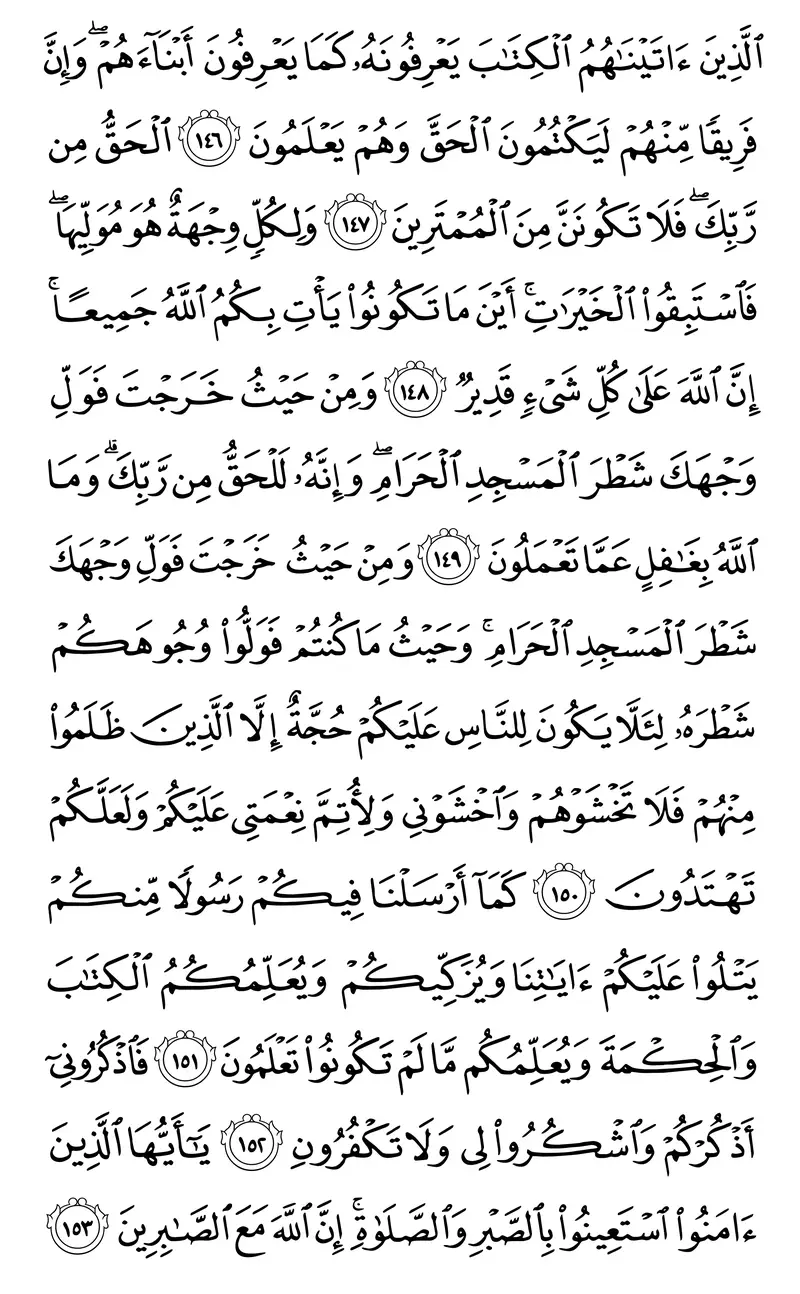 ٱلَّذِينَ ءَاتَيْنَٰهُمُ ٱلْكِتَٰبَ يَعْرِفُونَهُۥ كَمَا يَعْرِفُونَ أَبْنَآءَهُمْ ۖ وَإِنَّ
فَرِيقًا مِّنْهُمْ لَيَكْتُمُونَ ٱلْحَقَّ وَهُمْ يَعْلَمُونَ ١٤٦ ٱلْحَقُّ مِن
رَّبِّكَ ۖ فَلَا تَكُونَنَّ مِنَ ٱلْمُمْتَرِينَ ١٤٧ وَلِكُلٍّ وِجْهَةٌ هُوَ مُوَلِّيهَا ۖ
فَٱسْتَبِقُوا۟ ٱلْخَيْرَٰتِ ۚ أَيْنَ مَا تَكُونُوا۟ يَأْتِ بِكُمُ ٱللَّهُ جَمِيعًا ۚ
إِنَّ ٱللَّهَ عَلَىٰ كُلِّ شَىْءٍ قَدِيرٌ ١٤٨ وَمِنْ حَيْثُ خَرَجْتَ فَوَلِّ
وَجْهَكَ شَطْرَ ٱلْمَسْجِدِ ٱلْحَرَامِ ۖ وَإِنَّهُۥ لَلْحَقُّ مِن رَّبِّكَ ۗ وَمَا
ٱللَّهُ بِغَٰفِلٍ عَمَّا تَعْمَلُونَ ١٤٩ وَمِنْ حَيْثُ خَرَجْتَ فَوَلِّ وَجْهَكَ
شَطْرَ ٱلْمَسْجِدِ ٱلْحَرَامِ ۚ وَحَيْثُ مَا كُنتُمْ فَوَلُّوا۟ وُجُوهَكُمْ
شَطْرَهُۥ لِئَلَّا يَكُونَ لِلنَّاسِ عَلَيْكُمْ حُجَّةٌ إِلَّا ٱلَّذِينَ ظَلَمُوا۟
مِنْهُمْ فَلَا تَخْشَوْهُمْ وَٱخْشَوْنِى وَلِأُتِمَّ نِعْمَتِى عَلَيْكُمْ وَلَعَلَّكُمْ
تَهْتَدُونَ ١٥٠ كَمَآ أَرْسَلْنَا فِيكُمْ رَسُولًا مِّنكُمْ
يَتْلُوا۟ عَلَيْكُمْ ءَايَٰتِنَا وَيُزَكِّيكُمْ وَيُعَلِّمُكُمُ ٱلْكِتَٰبَ
وَٱلْحِكْمَةَ وَيُعَلِّمُكُم مَّا لَمْ تَكُونُوا۟ تَعْلَمُونَ ١٥١ فَٱذْكُرُونِىٓ
أَذْكُرْكُمْ وَٱشْكُرُوا۟ لِى وَلَا تَكْفُرُونِ ١٥٢ يَٰٓأَيُّهَا ٱلَّذِينَ
ءَامَنُوا۟ ٱسْتَعِينُوا۟ بِٱلصَّبْرِ وَٱلصَّلَوٰةِ ۚ إِنَّ ٱللَّهَ مَعَ ٱلصَّٰبِرِينَ ١٥٣